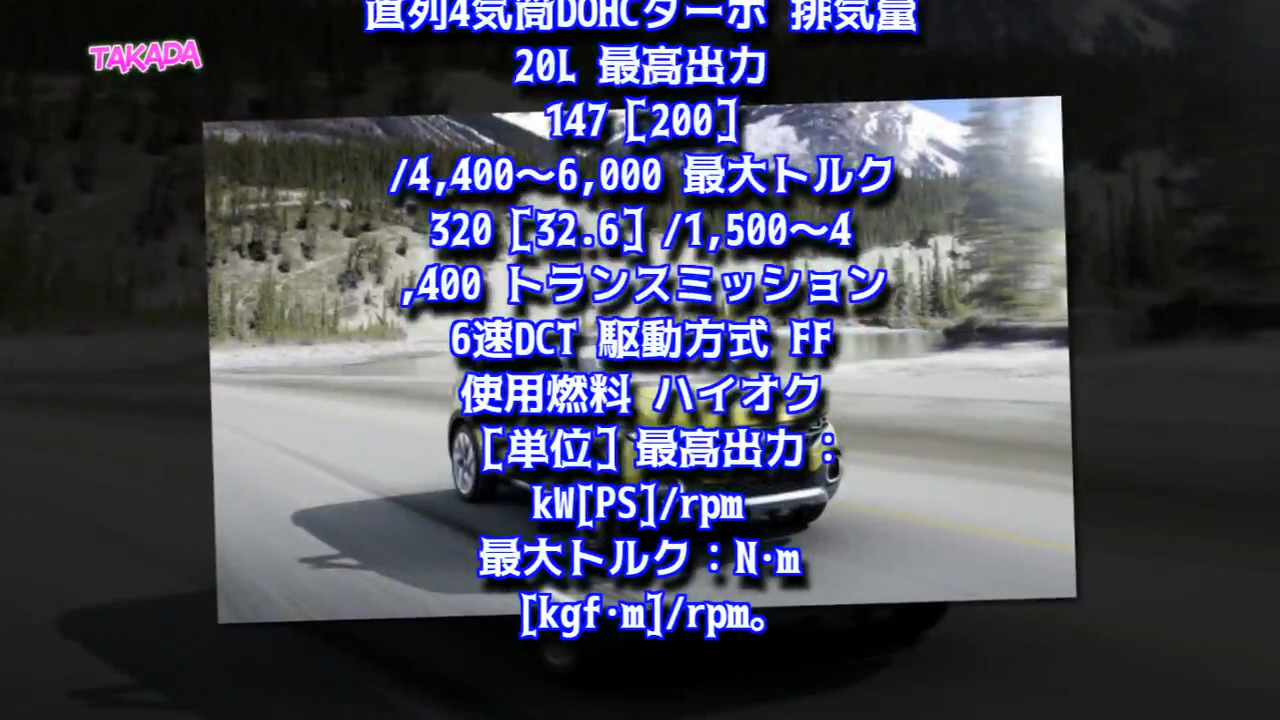 TAKADA
直列4気筒DOHCターボ 排気量
20L 最高出力
147［200］
/4,400～6,000 最大トルク
320［32.6］/1,500～4
,400 トランスミッション
6速DCT 駆動方式 FF
使用燃料 ハイオク
［単位］最高出力：
kW[PS]/rpm
最大トルク：N·m
[kgf·m]/rpm。